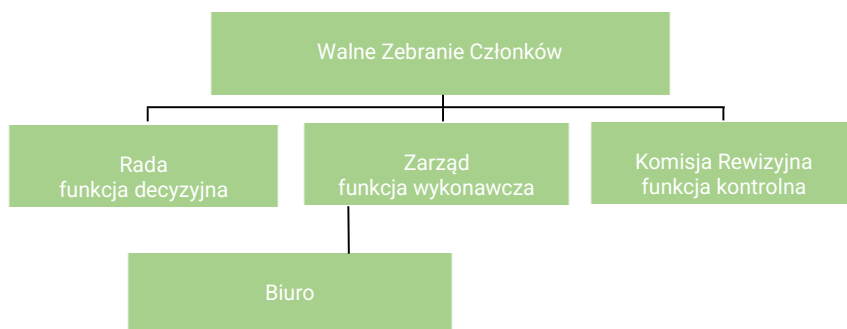 Walne Zebranie Członków
Rada
funkcja decyzyjna
Zarząd
funkcja wykonawcza
Komisja Rewizyjna
funkcja kontrolna
Biuro